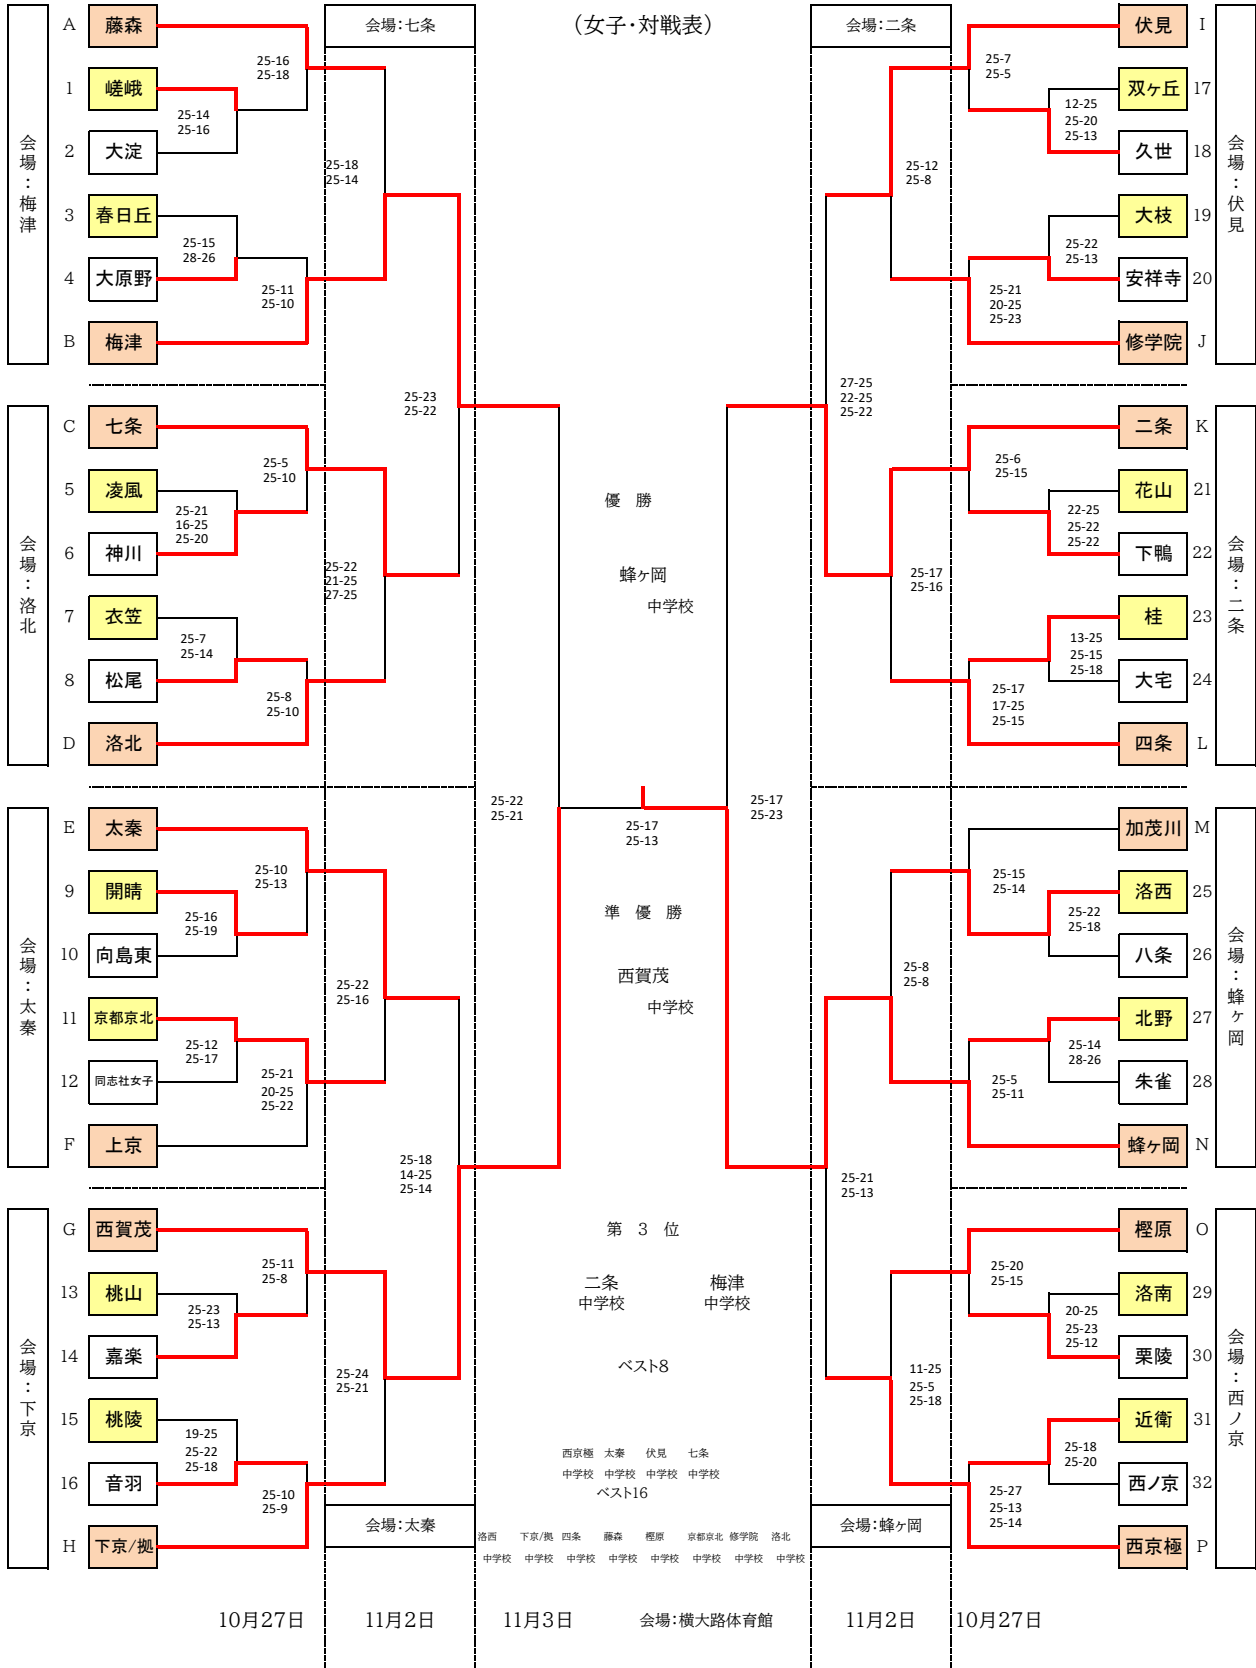 (女子・対戦表)
会場:七条
会場:二条
会場:梅津
A 藤森
1 嵯峨
2 大淀
3 春日丘
4 大原野
B 梅津
25-16
25-18
25-14
25-16
25-15
28-26
25-11
25-10
25-18
25-14
会場:洛北
C 七条
5 凌風
6 神川
7 衣笠
8 松尾
D 洛北
25-5
25-10
25-21
16-25
25-20
25-7
25-14
25-8
25-10
25-22
21-25
27-25
25-23
25-22
会場:太秦
E 太秦
9 開睛
10 向島東
11 京都京北
12 同志社女子
F 上京
25-10
25-13
25-16
25-19
25-12
25-17
25-21
20-25
25-22
25-22
25-16
会場:下京
G 西賀茂
13 桃山
14 嘉楽
15 桃陵
16 音羽
H 下京/拠
25-11
25-8
25-23
25-13
19-25
25-22
25-18
25-10
25-9
25-24
25-21
25-18
14-25
25-14
25-22
25-21
会場:太秦
優 勝
蜂ヶ岡
中学校
25-17
25-13
準 優 勝
西賀茂
中学校
第 3 位
二条 梅津
中学校 中学校
ベスト8
西京極 太秦 伏見 七条
中学校 中学校 中学校 中学校
ベスト16
洛西 下京/拠 四条 藤森 樫原 京都京北 修学院 洛北
中学校 中学校 中学校 中学校 中学校 中学校 中学校 中学校
会場:伏見
伏見 I
双ヶ丘 17
久世 18
大枝 19
安祥寺 20
修学院 J
25-7
25-5
12-25
25-20
25-13
25-22
25-13
25-21
20-25
25-23
25-12
25-8
会場:二条
二条 K
花山 21
下鴨 22
桂 23
大宅 24
四条 L
25-6
25-15
22-25
25-22
25-22
13-25
25-15
25-18
25-17
17-25
25-15
25-17
25-16
27-25
22-25
25-22
会場:蜂ヶ岡
加茂川 M
洛西 25
八条 26
北野 27
朱雀 28
蜂ヶ岡 N
25-15
25-14
25-22
25-18
25-14
28-26
25-5
25-11
25-8
25-8
会場:西ノ京
樫原 O
洛南 29
栗陵 30
近衛 31
西ノ京 32
西京極 P
25-20
25-15
20-25
25-23
25-12
25-18
25-20
25-27
25-13
25-14
11-25
25-5
25-18
25-21
25-13
25-17
25-23
会場:蜂ヶ岡
10月27日 11月2日 11月3日 会場:横大路体育館 11月2日 10月27日